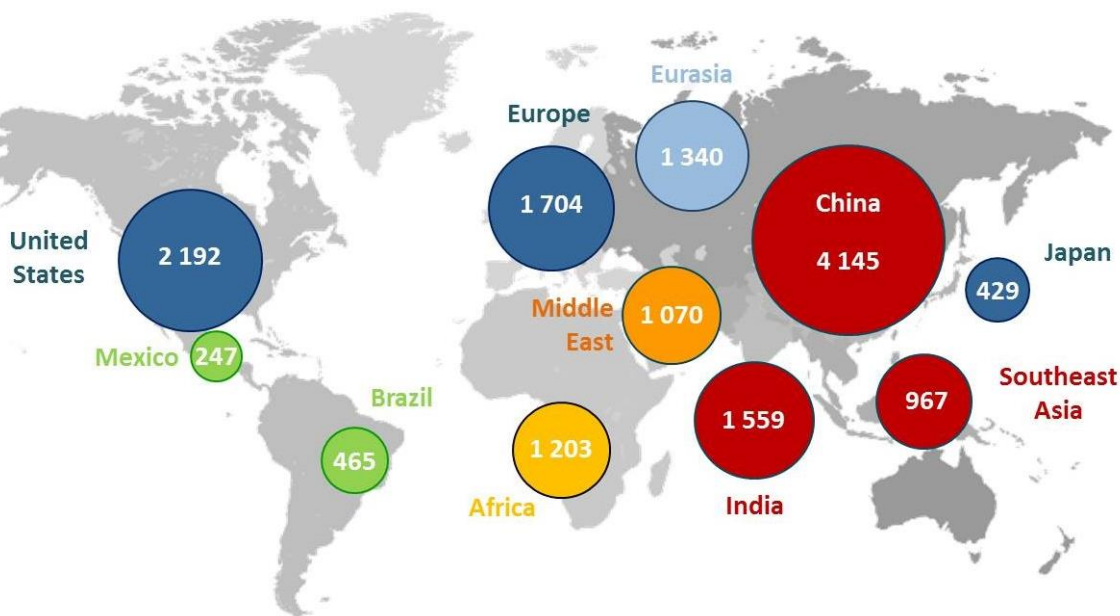 Eurasia
1 340
Europe
1 704
China
4 145
United
States
2 192
Japan
429
Middle
East
1 070
Mexico
247
Brazil
465
Southeast
Asia
967
1 559
India
1 203
Africa